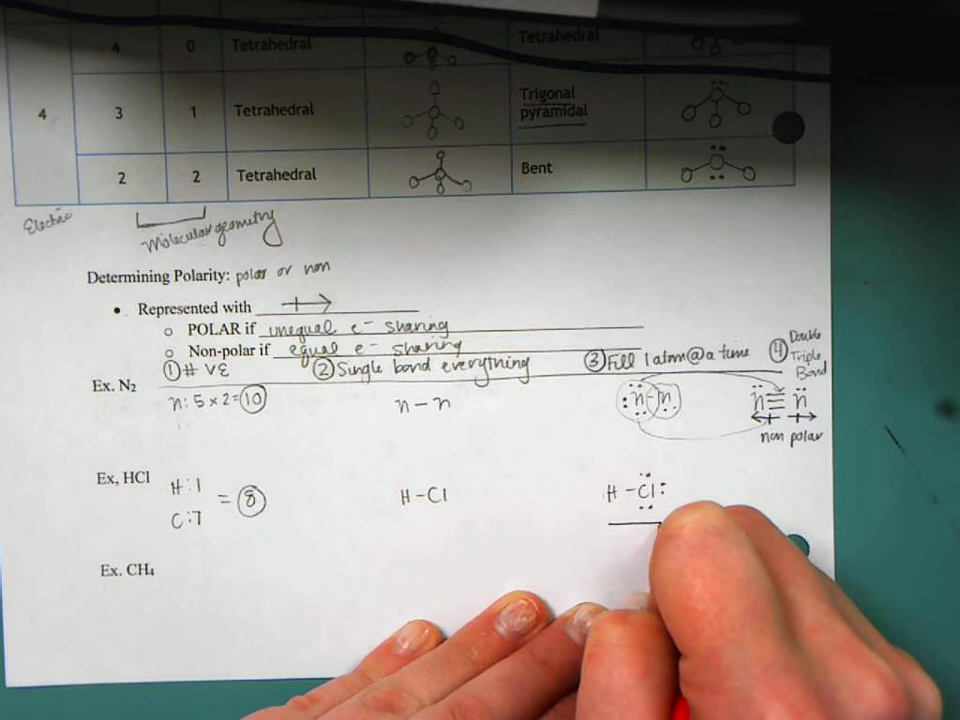 4 0 Tetrahedral Tetrahedral
4 3 1 Tetrahedral Trigonal pyramidal
2 2 Tetrahedral Bent
Molecular geometry
Determining Polarity: polar or non
• Represented with
o POLAR if unequal e⁻ sharing
o Non-polar if equal e⁻ sharing
① # VE ② Single bond everything ③ Fill 1 atom @ a time ④ Double Triple Bond
Ex. N₂ n: 5 x 2 = 10 n - n :n̈-n̤: n̈ ≡ n̈
non polar
Ex, HCl H: 1 = 8 H - Cl H - Cl:
C: 7
Ex. CH₄